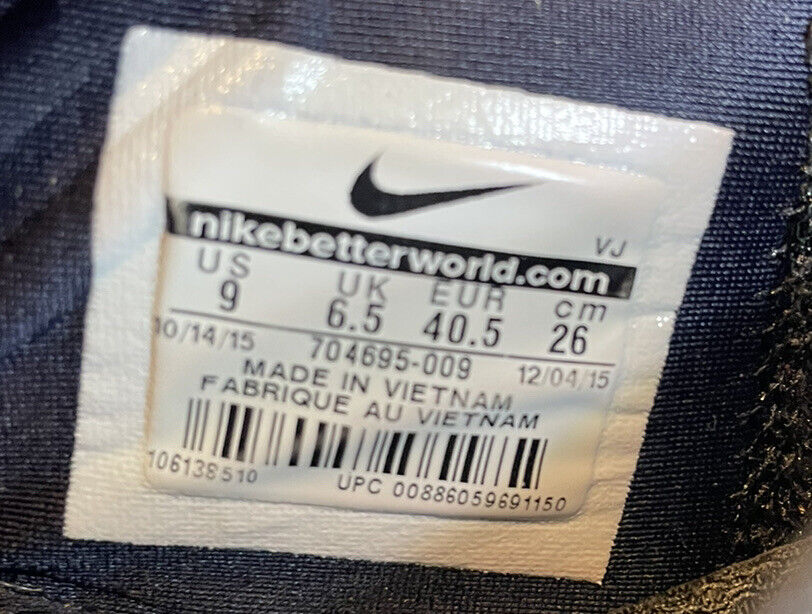 VJ
nikebetterworld.com
US UK EUR cm
9 6.5 40.5 26
10/14/15 704695-009 12/04/15
MADE IN VIETNAM
FABRIQUE AU VIETNAM
106138510 UPC 00886059691150